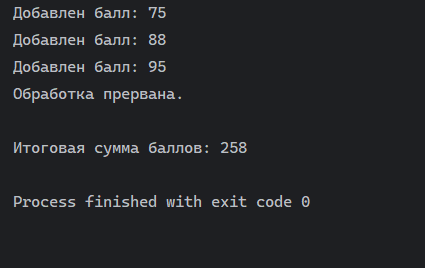 Добавлен балл: 75
Добавлен балл: 88
Добавлен балл: 95
Обработка прервана.
Итоговая сумма баллов: 258
Process finished with exit code 0